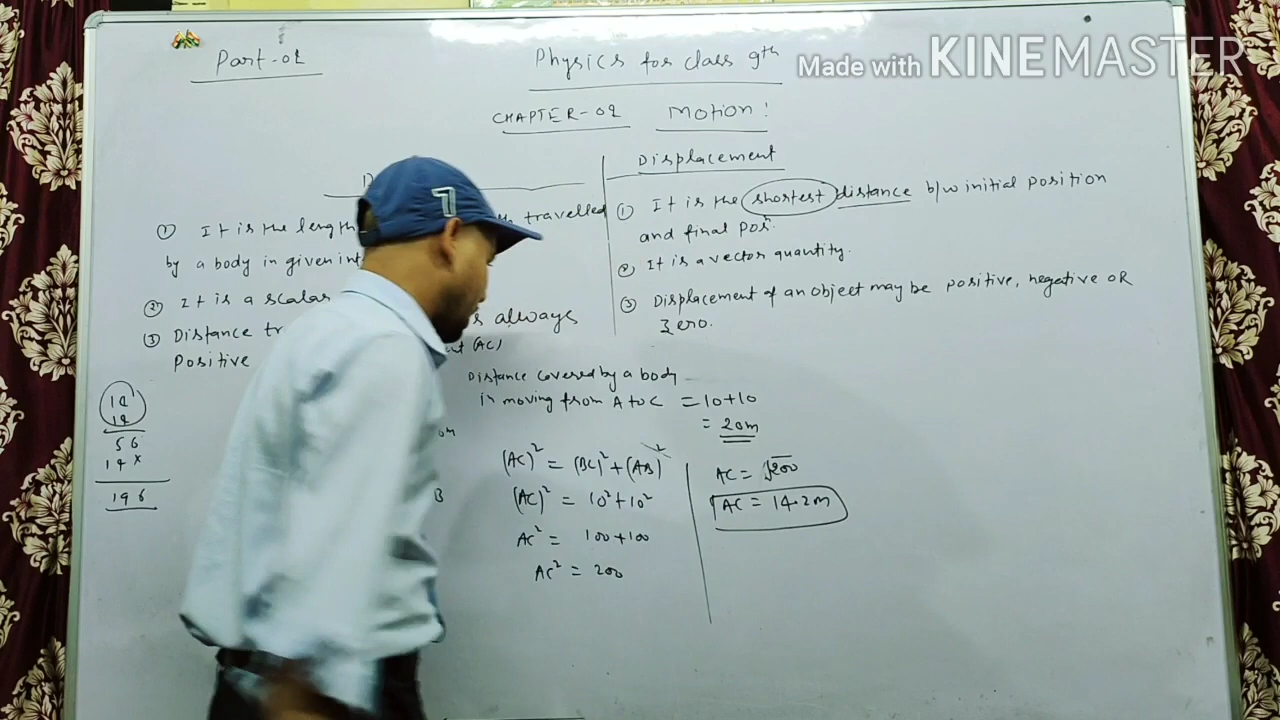 Part-02
Physics for class 9th
Made with KINEMASTER
CHAPTER-02 Motion!
Displacement
① It is the length travelled
by a body in given
② It is a scalar
③ Distance always
Positive
(AC)
① It is the shortest distance b/w initial position
and final Posn.
② It is a vector quantity.
③ Displacement of an object may be positive, negative OR
Zero.
14
14
56
14x
196
Distance covered by a body
in moving from A to C = 10+10
= 20m
B
(AC)² = (BC)² + (AB)²
(AC)² = 10² + 10²
AC² = 100+100
AC² = 200
AC = √200
AC = 14.2m
7